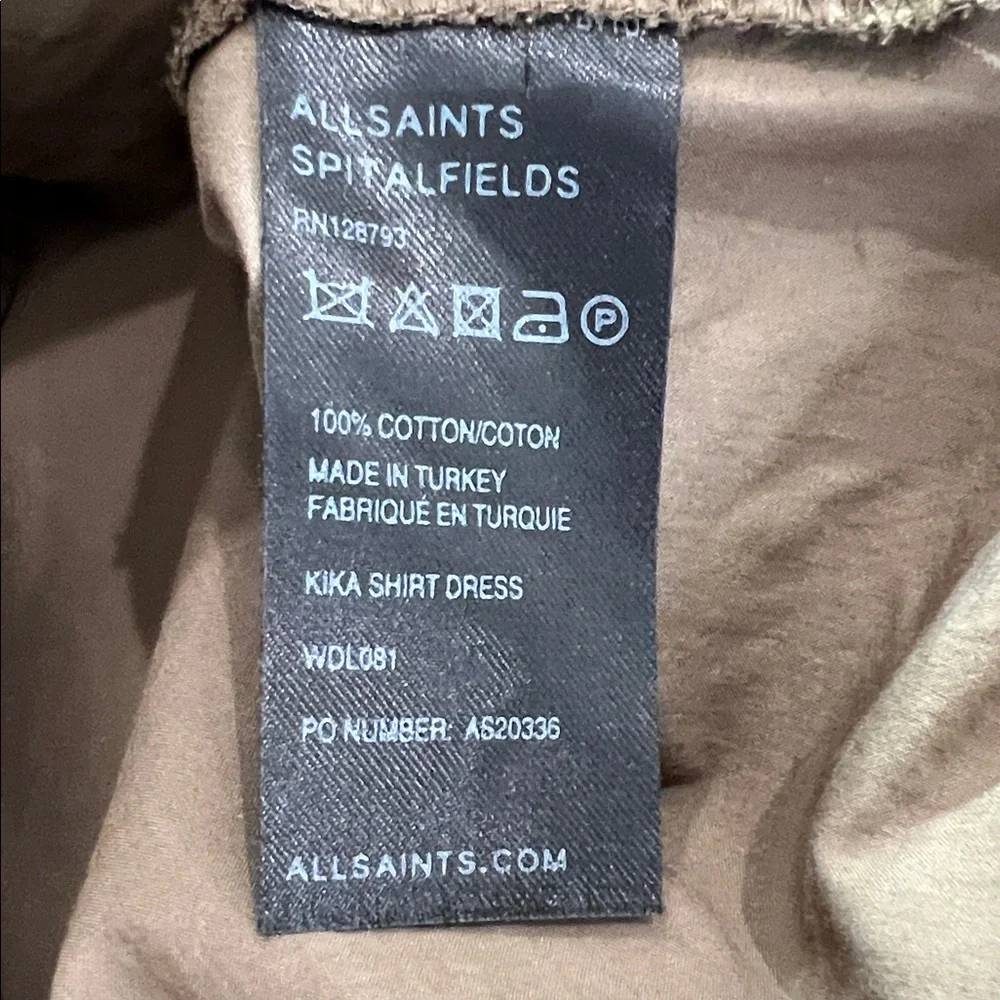 ALLSAINTS
SPITALFIELDS
RN128793
P
100% COTTON/COTON
MADE IN TURKEY
FABRIQUÉ EN TURQUIE
KIKA SHIRT DRESS
WDL081
PO NUMBER: AS20336
ALLSAINTS.COM